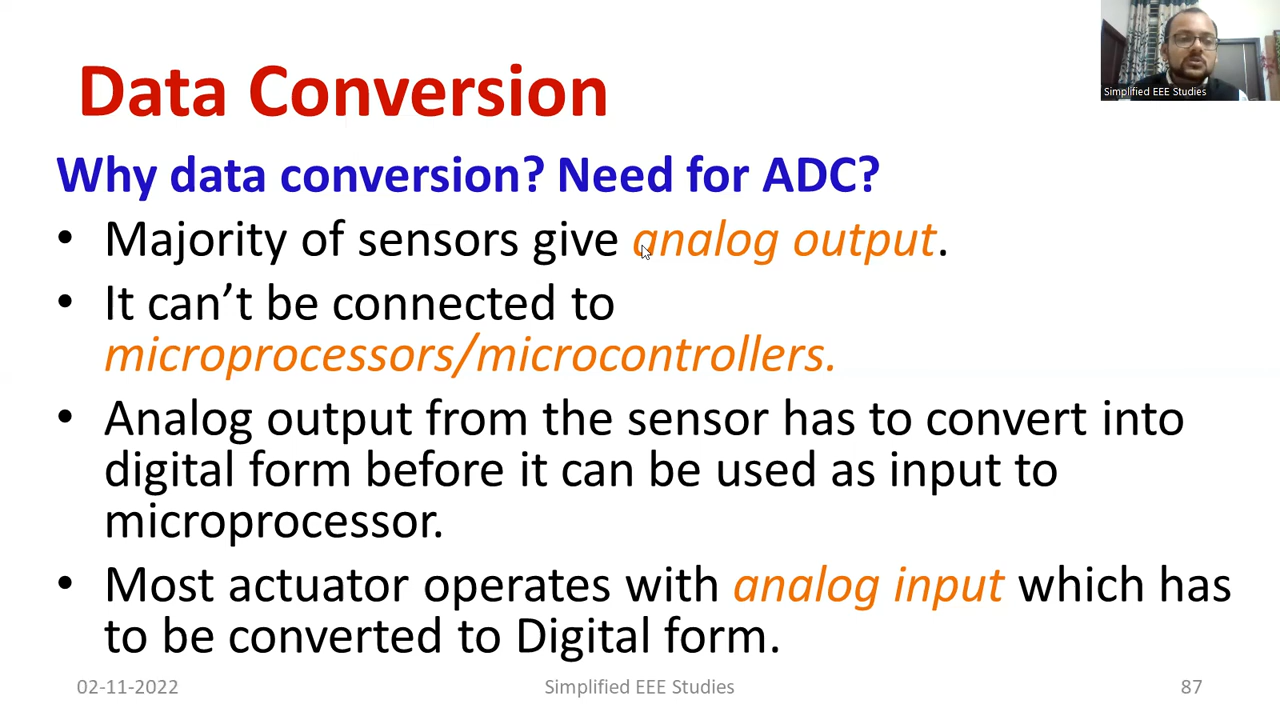 Data Conversion
Simplified EEE Studies
Why data conversion? Need for ADC?
• Majority of sensors give analog output.
• It can’t be connected to
microprocessors/microcontrollers.
• Analog output from the sensor has to convert into
digital form before it can be used as input to
microprocessor.
• Most actuator operates with analog input which has
to be converted to Digital form.
02-11-2022
Simplified EEE Studies
87